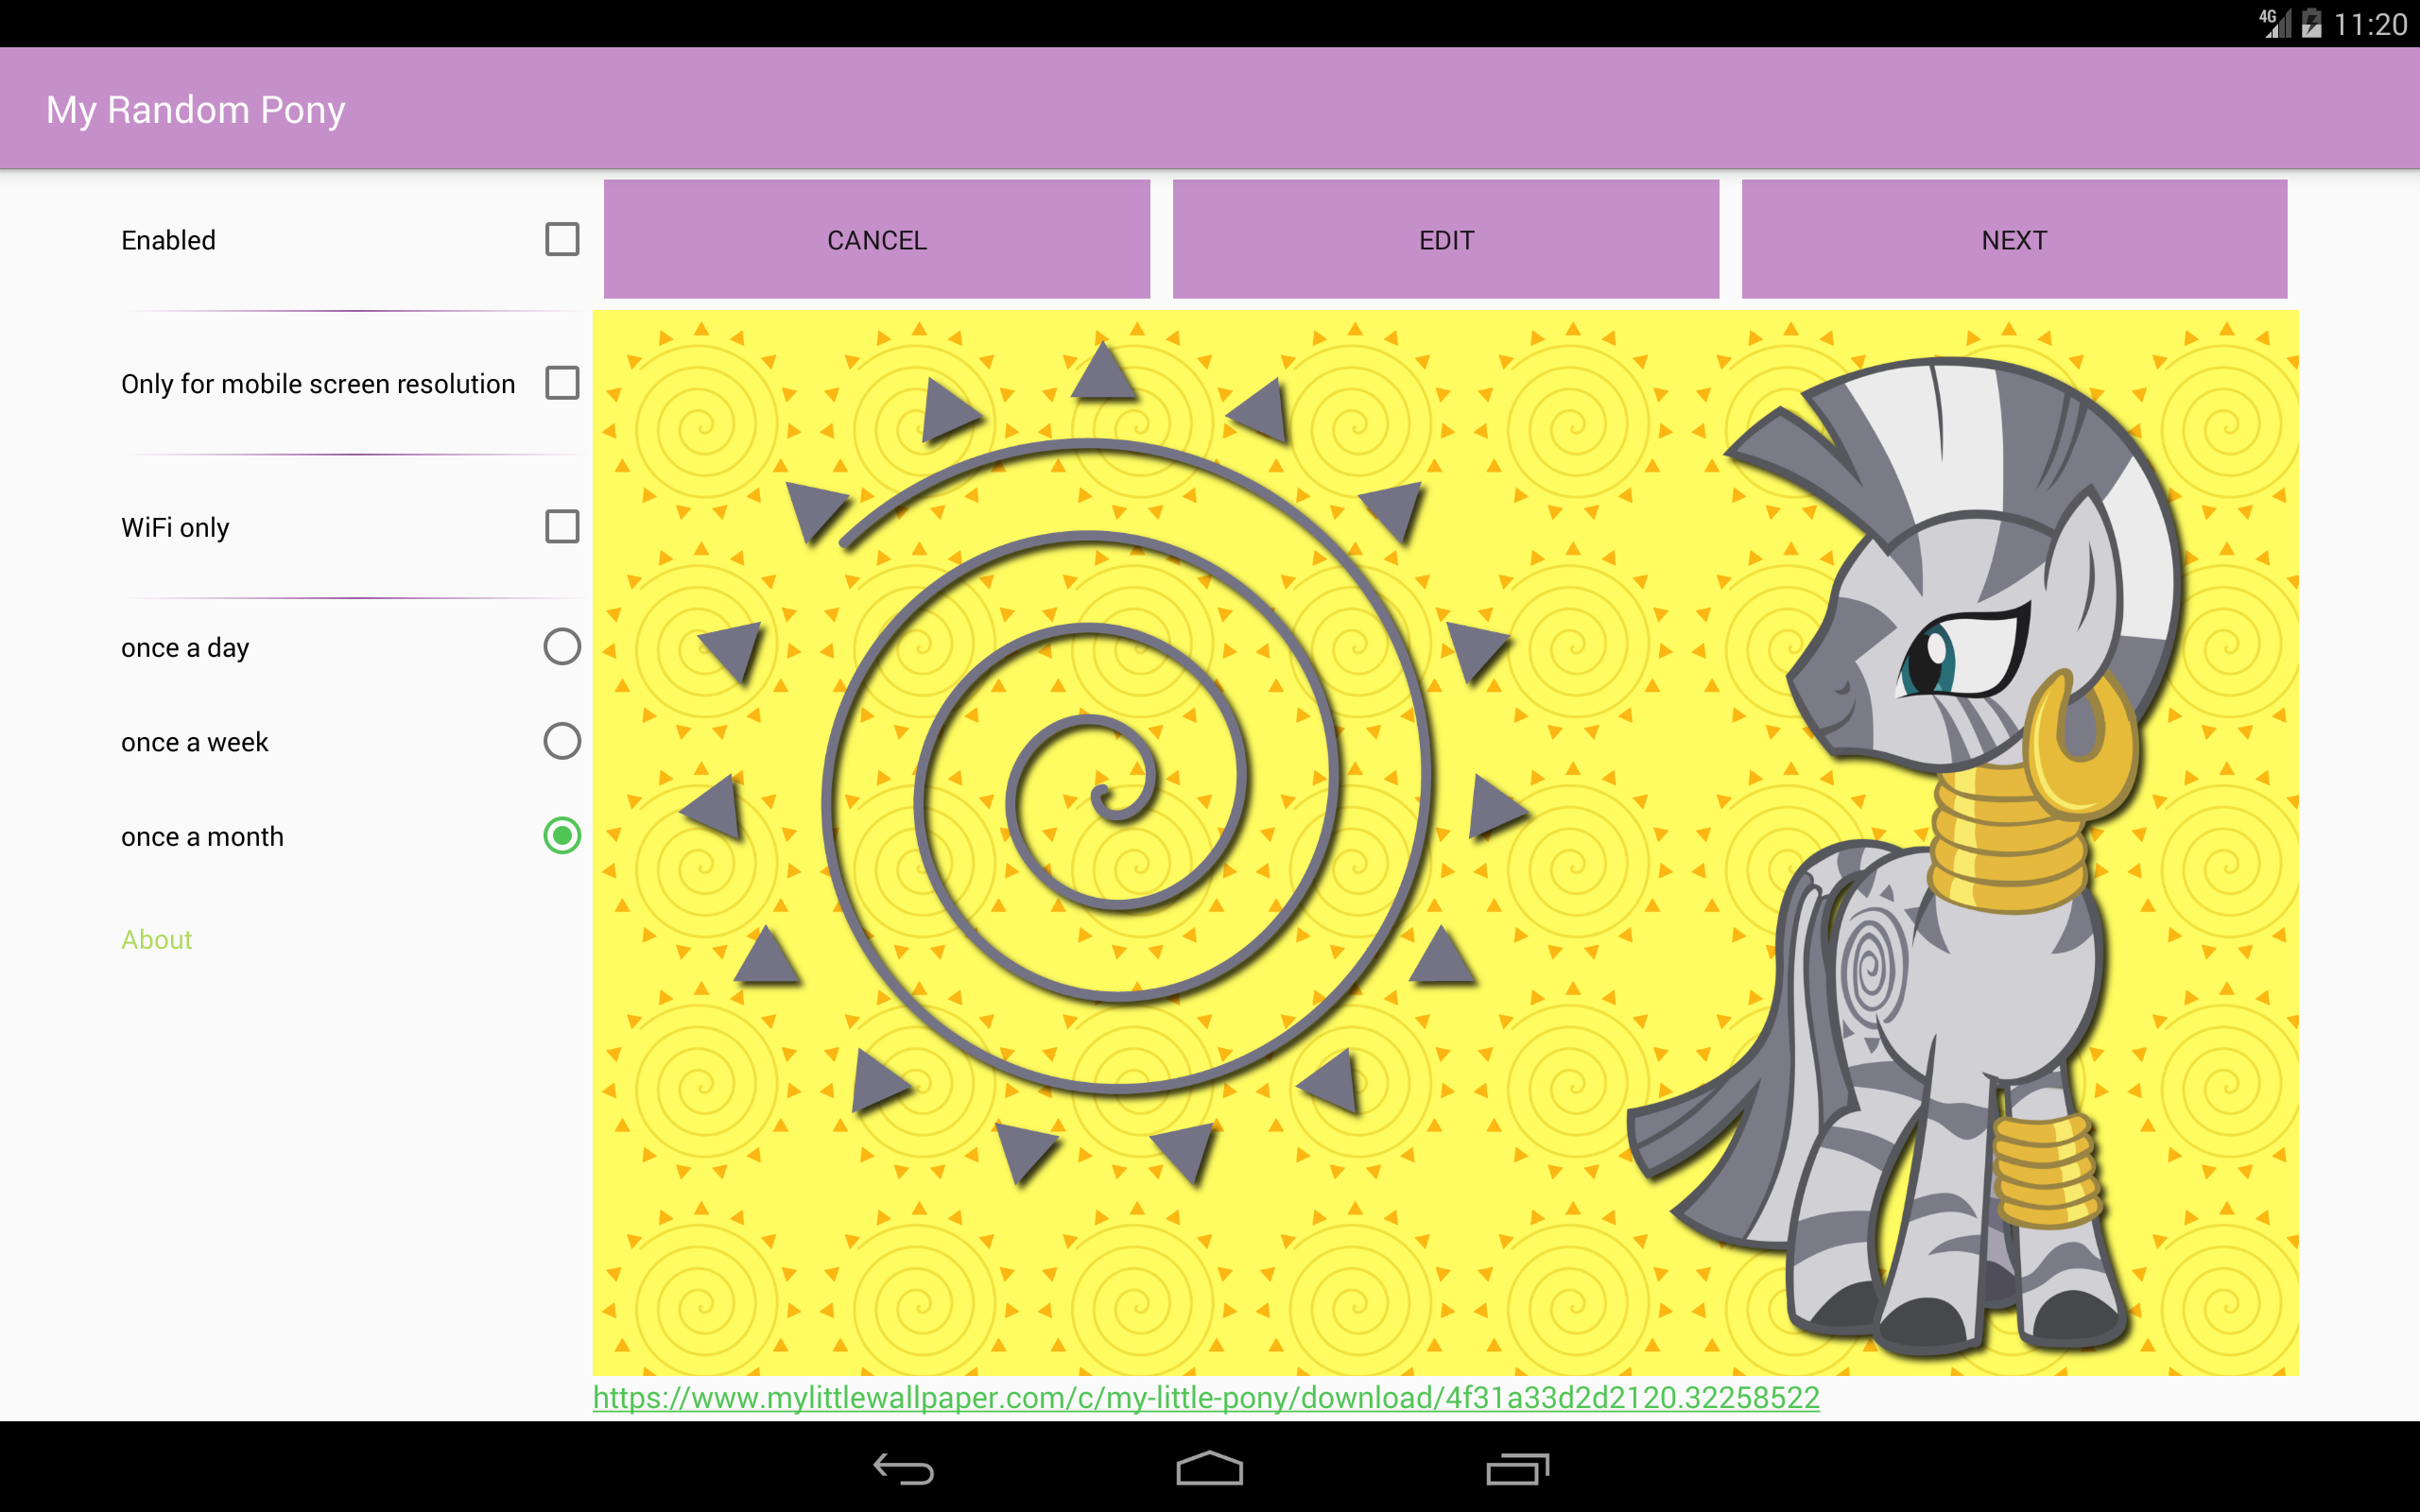 4G 11:20
My Random Pony
Enabled
CANCEL EDIT NEXT
Only for mobile screen resolution
WiFi only
once a day
once a week
once a month
About
https://www.mylittlewallpaper.com/c/my-little-pony/download/4f31a33d2d2120.32258522